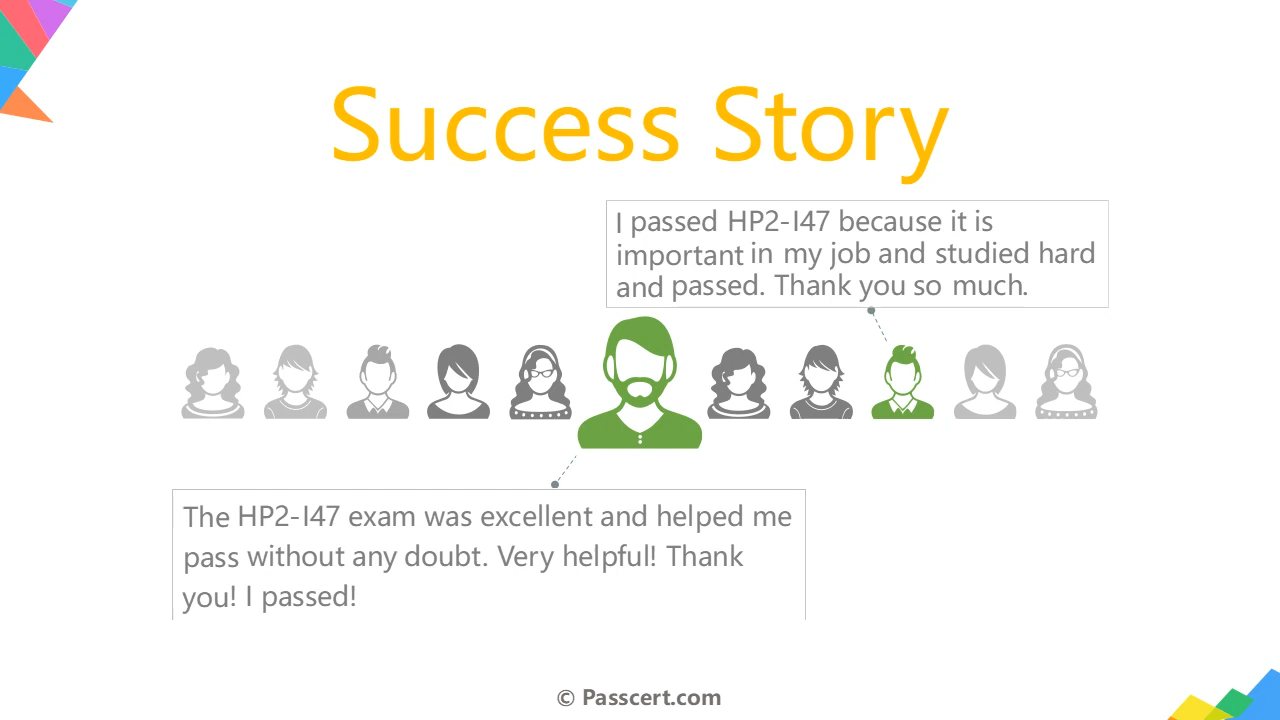 Success Story
I passed HP2-I47 because it is
important in my job and studied hard
and passed. Thank you so much.
The HP2-I47 exam was excellent and helped me
pass without any doubt. Very helpful! Thank
you! I passed!
© Passcert.com